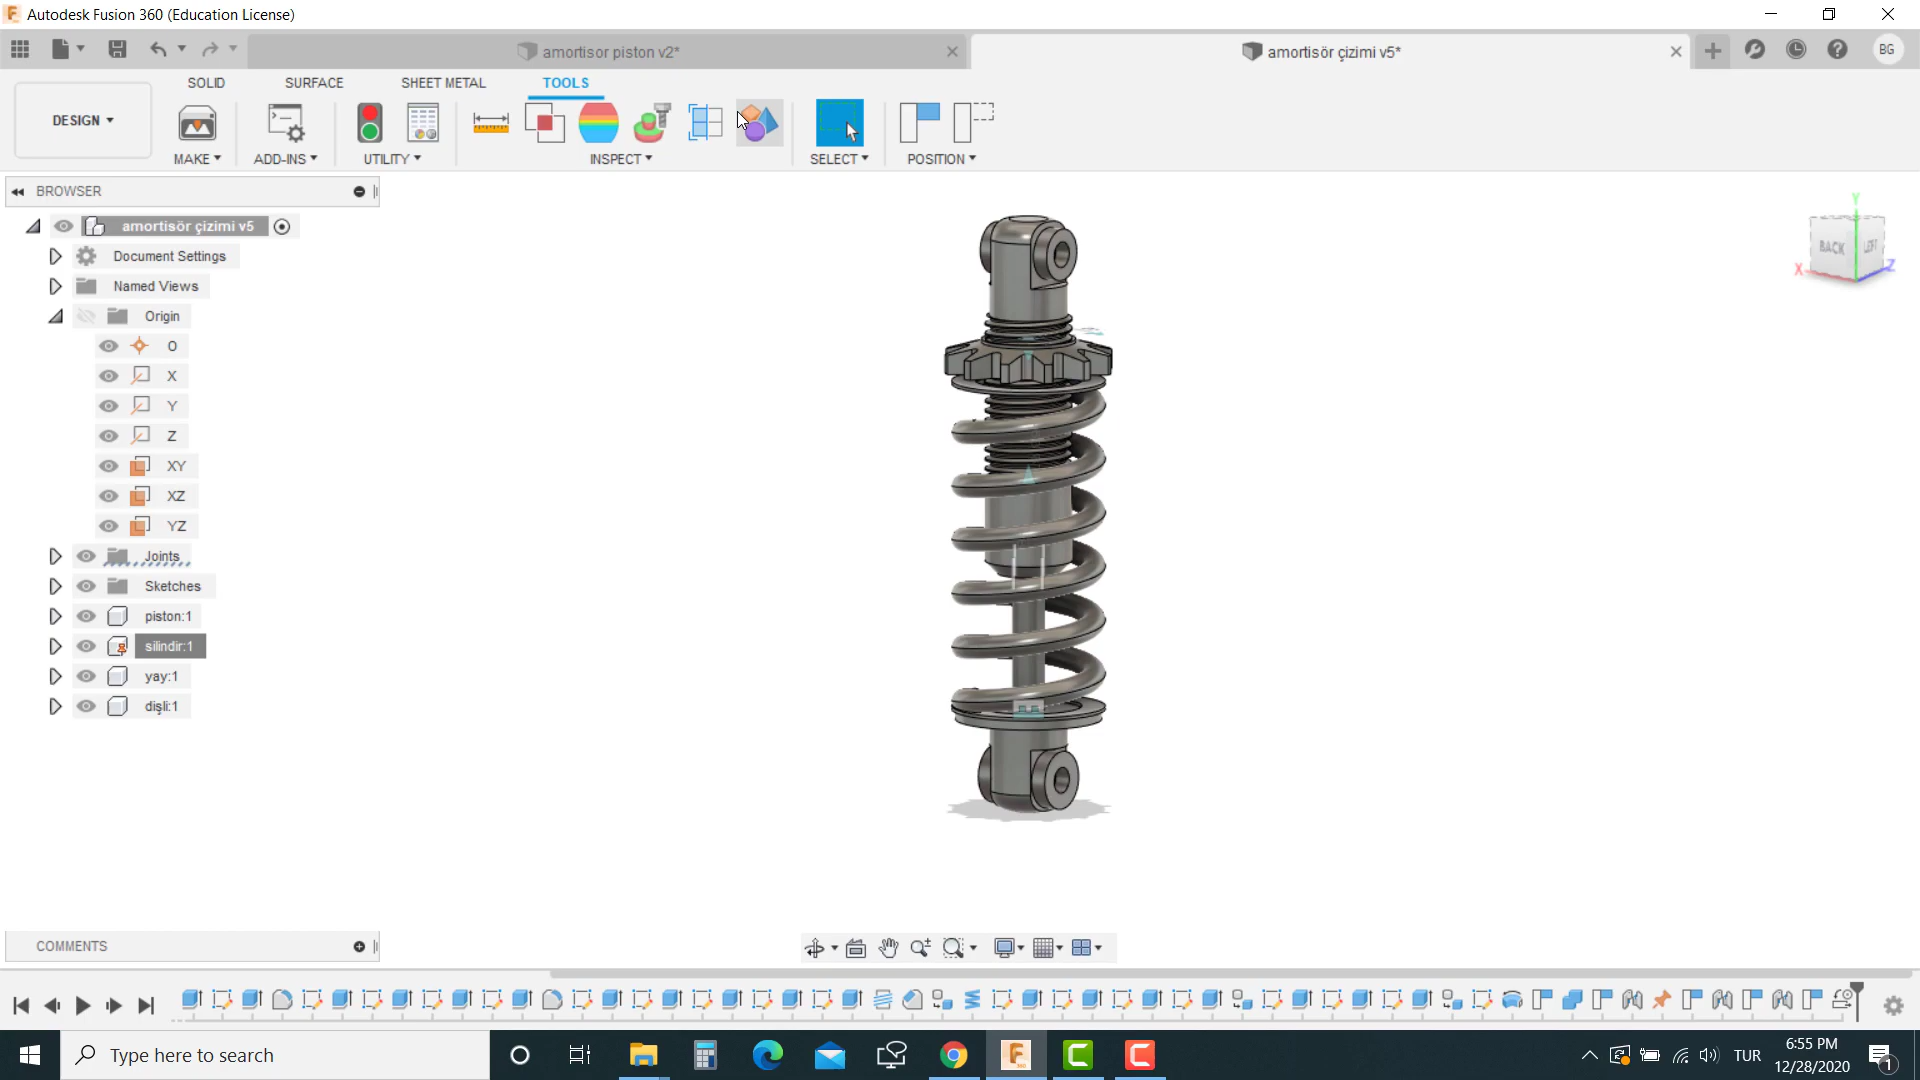 Autodesk Fusion 360 (Education License)
amortisor piston v2*
amortisör çizimi v5*
BG
SOLID
SURFACE
SHEET METAL
TOOLS
DESIGN
MAKE
ADD-INS
UTILITY
INSPECT
SELECT
POSITION
BROWSER
amortisör çizimi v5
Document Settings
Named Views
Origin
O
X
Y
Z
XY
XZ
YZ
Joints
Sketches
piston:1
silindir:1
yay:1
dişli:1
Y
BACK
LEFT
X
Z
COMMENTS
Type here to search
TUR
6:55 PM
12/28/2020
1